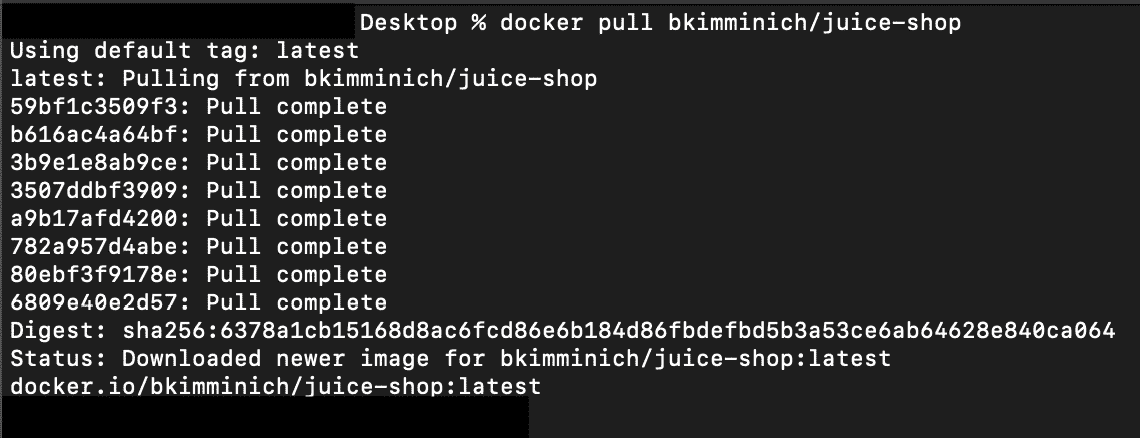 Desktop % docker pull bkimminich/juice-shop
Using default tag: latest
latest: Pulling from bkimminich/juice-shop
59bf1c3509f3: Pull complete
b616ac4a64bf: Pull complete
3b9e1e8ab9ce: Pull complete
3507ddbf3909: Pull complete
a9b17afd4200: Pull complete
782a957d4abe: Pull complete
80ebf3f9178e: Pull complete
6809e40e2d57: Pull complete
Digest: sha256:6378a1cb15168d8ac6fcd86e6b184d86fbdefbd5b3a53ce6ab64628e840ca064
Status: Downloaded newer image for bkimminich/juice-shop:latest
docker.io/bkimminich/juice-shop:latest